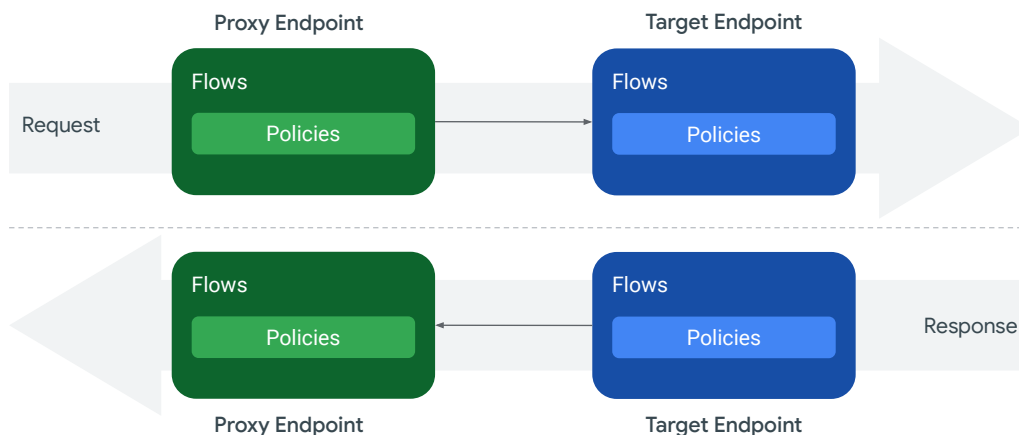 Proxy Endpoint
Target Endpoint
Flows
Flows
Request
Policies
Policies
Flows
Flows
Policies
Policies
Response
Proxy Endpoint
Target Endpoint